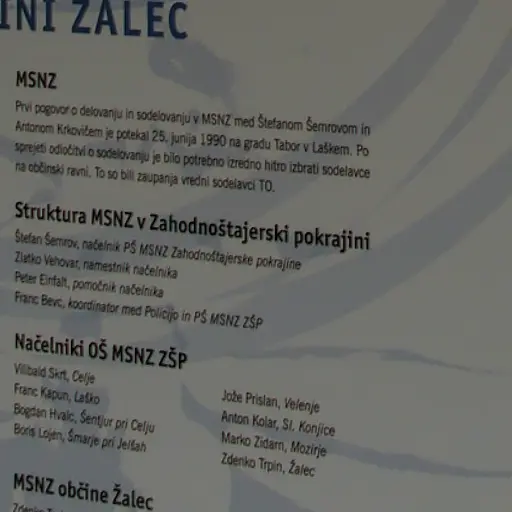 INI ŽALEC
MSNZ
Prvi pogovor o delovanju in sodelovanju v MSNZ med Štefanom Šemrovom in
Antonom Krkovičem je potekal 25. junija 1990 na gradu Tabor v Laškem. Po
sprejeti odločitvi o sodelovanju je bilo potrebno izredno hitro izbrati sodelavce
na občinski ravni. To so bili zaupanja vredni sodelavci TO.
Struktura MSNZ v Zahodnoštajerski pokrajini
Štefan Šemrov, načelnik PŠ MSNZ Zahodnoštajerske pokrajine
Zlatko Vehovar, namestnik načelnika
Peter Einfalt, pomočnik načelnika
Franc Bevc, koordinator med Policijo in PŠ MSNZ ZŠP
Načelniki OŠ MSNZ ZŠP
Vilibald Skrt, Celje
Franc Kapun, Laško
Bogdan Hvalc, Šentjur pri Celju
Boris Lojen, Šmarje pri Jelšah
Jože Prislan, Velenje
Anton Kolar, Sl. Konjice
Marko Zidarn, Mozirje
Zdenko Trpin, Žalec
MSNZ občine Žalec